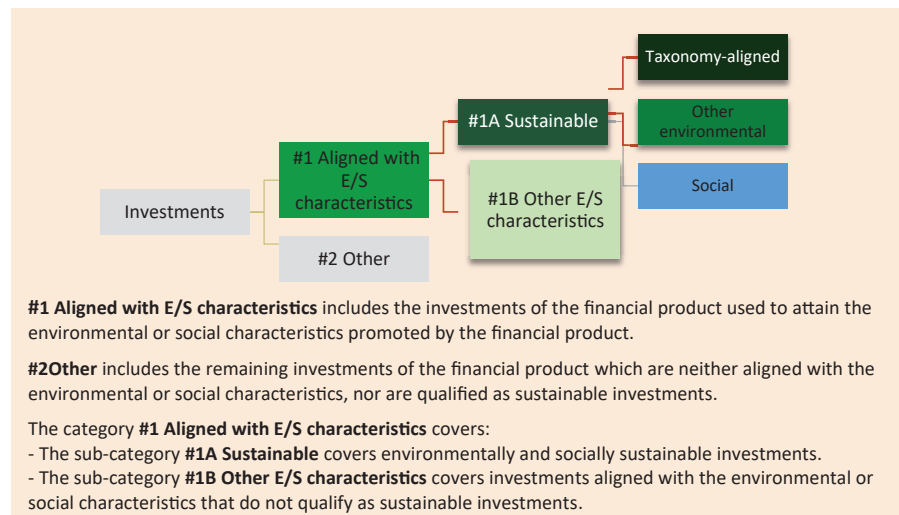 Taxonomy-aligned
#1A Sustainable
Other
environmental
#1 Aligned with
E/S
characteristics
Social
#1B Other E/S
characteristics
Investments
#2 Other
#1 Aligned with E/S characteristics includes the investments of the financial product used to attain the
environmental or social characteristics promoted by the financial product.
#2Other includes the remaining investments of the financial product which are neither aligned with the
environmental or social characteristics, nor are qualified as sustainable investments.
The category #1 Aligned with E/S characteristics covers:
- The sub-category #1A Sustainable covers environmentally and socially sustainable investments.
- The sub-category #1B Other E/S characteristics covers investments aligned with the environmental or
social characteristics that do not qualify as sustainable investments.